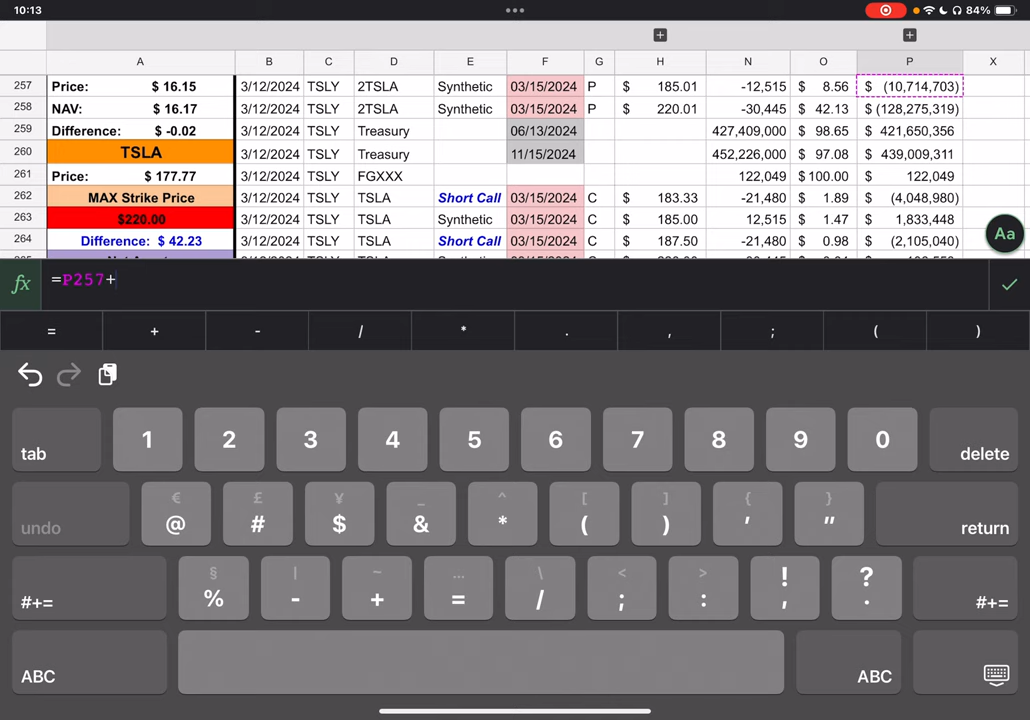 10:13 84%
A B C D E F G H N O P X
257 Price: $ 16.15 3/12/2024 TSLY 2TSLA Synthetic 03/15/2024 P $ 185.01 -12,515 $ 8.56 $ (10,714,703)
258 NAV: $ 16.17 3/12/2024 TSLY 2TSLA Synthetic 03/15/2024 P $ 220.01 -30,445 $ 42.13 $ (128,275,319)
259 Difference: $ -0.02 3/12/2024 TSLY Treasury 06/13/2024 427,409,000 $ 98.65 $ 421,650,356
260 TSLA 3/12/2024 TSLY Treasury 11/15/2024 452,226,000 $ 97.08 $ 439,009,311
261 Price: $ 177.77 3/12/2024 TSLY FGXXX 122,049 $ 100.00 $ 122,049
262 MAX Strike Price 3/12/2024 TSLY TSLA Short Call 03/15/2024 C $ 183.33 -21,480 $ 1.89 $ (4,048,980)
263 $220.00 3/12/2024 TSLY TSLA Synthetic 03/15/2024 C $ 185.00 12,515 $ 1.47 $ 1,833,448
264 Difference: $ 42.23 3/12/2024 TSLY TSLA Short Call 03/15/2024 C $ 187.50 -21,480 $ 0.98 $ (2,105,040)
Aa
fx =P257+
= + - / * . , ; ( )
tab 1 2 3 4 5 6 7 8 9 0 delete
€ £ ¥ _ ^ [ ] { }
undo @ # $ & * ( ) ' " return
§ | ~ … \ < > ! ?
#+= % - + = / ; : , . #+=
ABC ABC